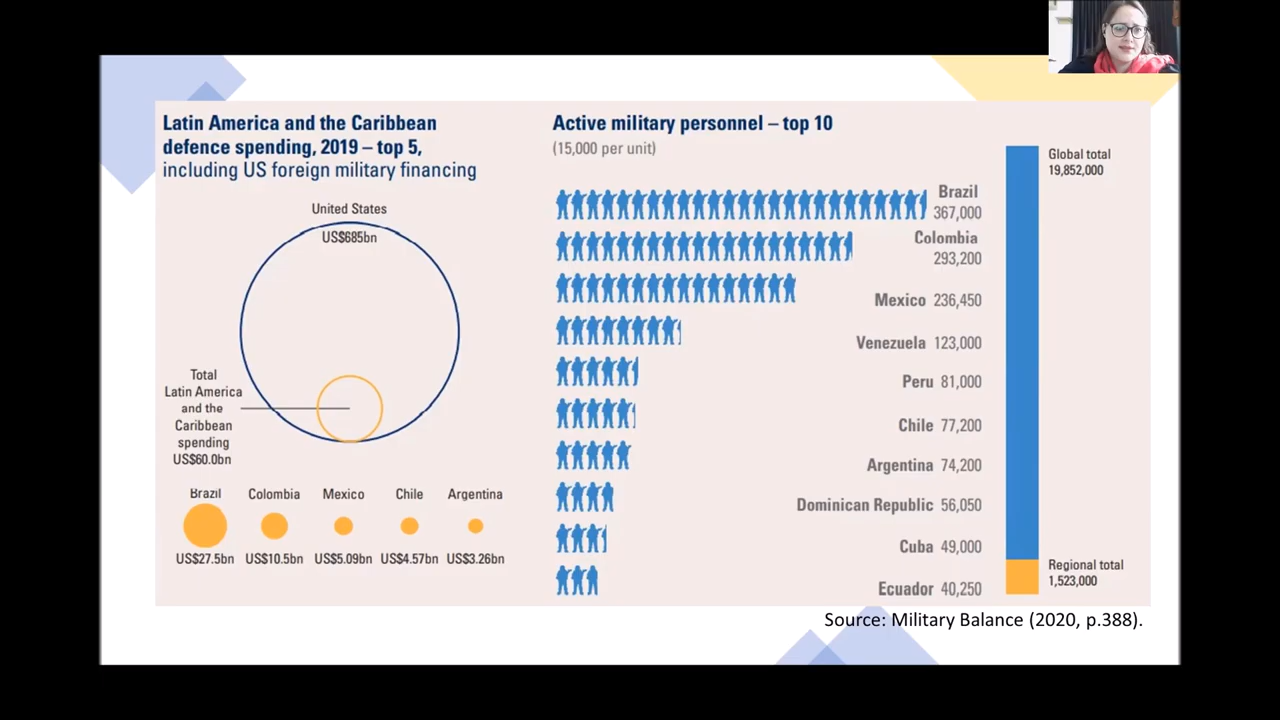 Latin America and the Caribbean
defence spending, 2019 – top 5,
including US foreign military financing
United States
US$685bn
Total
Latin America
and the
Caribbean
spending
US$60.0bn
Brazil Colombia Mexico Chile Argentina
US$27.5bn US$10.5bn US$5.09bn US$4.57bn US$3.26bn
Active military personnel – top 10
(15,000 per unit)
Brazil
367,000
Colombia
293,200
Mexico 236,450
Venezuela 123,000
Peru 81,000
Chile 77,200
Argentina 74,200
Dominican Republic 56,050
Cuba 49,000
Ecuador 40,250
Global total
19,852,000
Regional total
1,523,000
Source: Military Balance (2020, p.388).